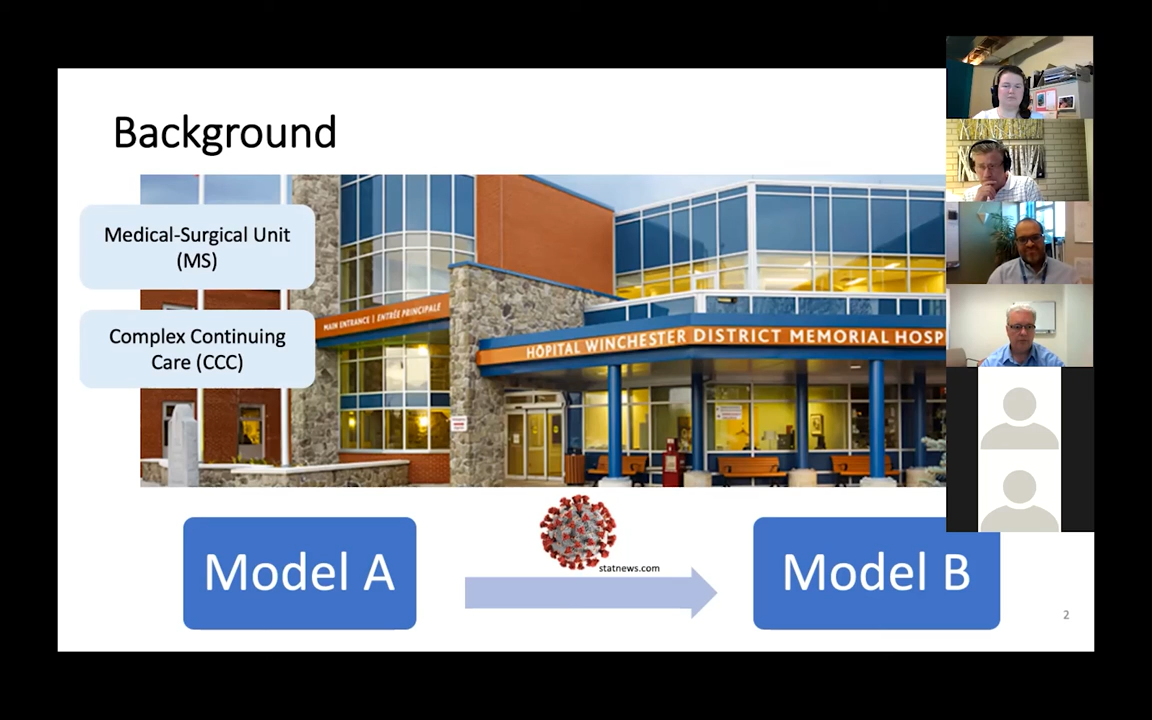 Background
Medical-Surgical Unit
(MS)
Complex Continuing
Care (CCC)
MAIN ENTRANCE | ENTRÉE PRINCIPALE
HÔPITAL WINCHESTER DISTRICT MEMORIAL HOSP
statnews.com
Model A
Model B
2